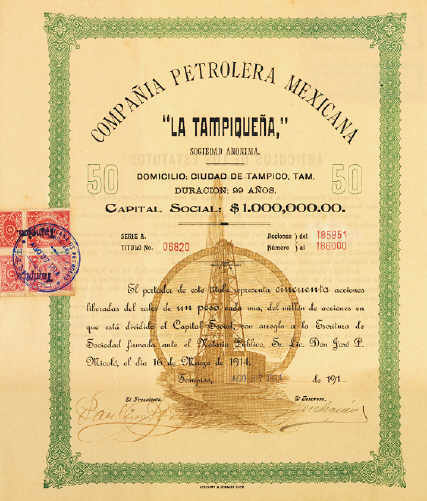 COMPAÑIA PETROLERA MEXICANA
"LA TAMPIQUEÑA,"
SOCIEDAD ANONIMA.
50 50
DOMICILIO: CIUDAD DE TAMPICO, TAM.
DURACION: 99 AÑOS.
CAPITAL SOCIAL: $1.000,000.00.
SERIE A. Acciones } del 185951
TITULO No. 06820 Número } al 186000
El portador de este título representa cincuenta acciones
liberadas del valor de un peso cada una, del millón de acciones en
que está dividido el Capital Social, con arreglo a la Escritura de
Sociedad firmada ante el Notario Público, Sr. Lic. Don José P.
el día 16 de Marzo de 1914.
Tampico, de 191
El Presidente. El Tesorero.